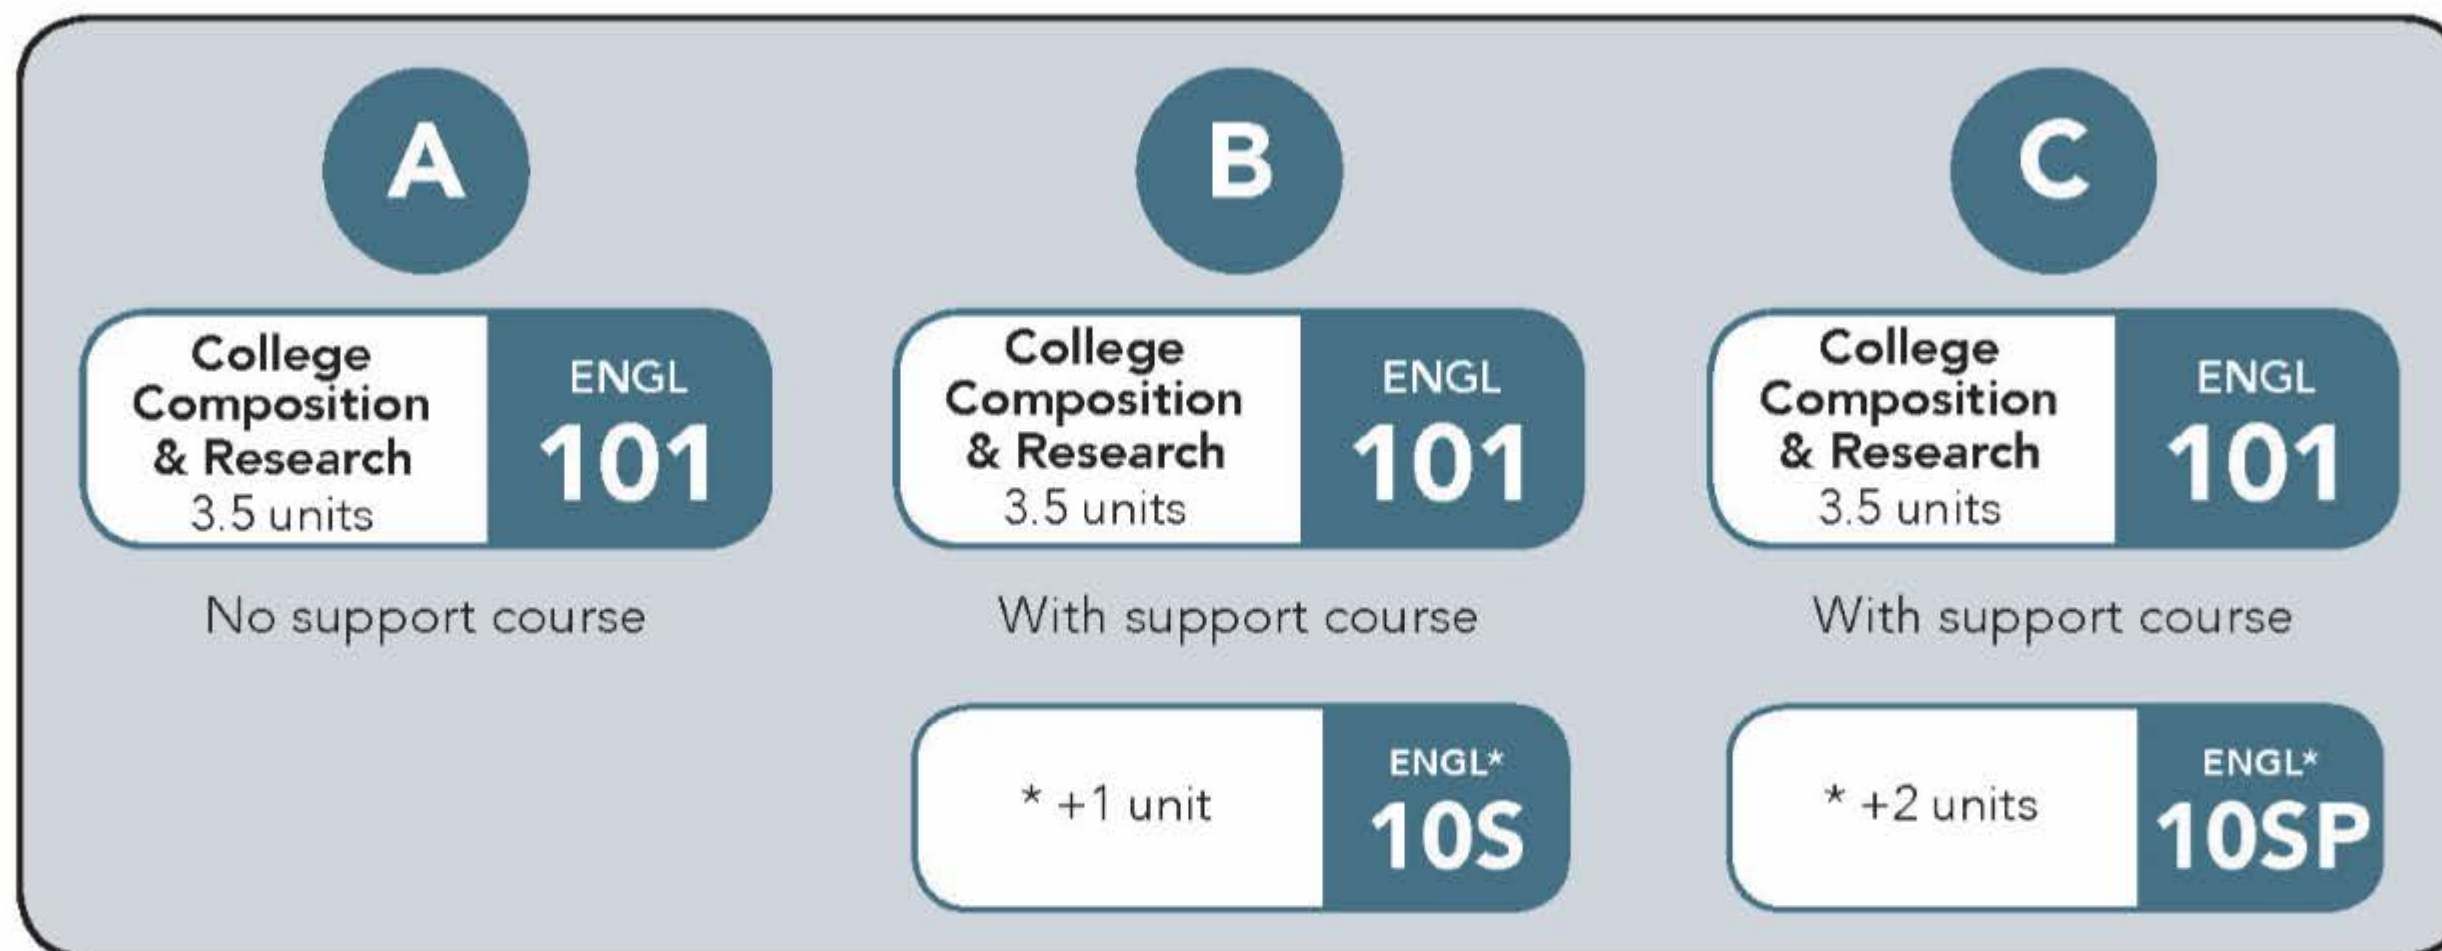 A
College
Composition
& Research
3.5 units
ENGL
101
No support course
B
College
Composition
& Research
3.5 units
ENGL
101
With support course
* +1 unit
ENGL*
10S
C
College
Composition
& Research
3.5 units
ENGL
101
With support course
* +2 units
ENGL*
10SP